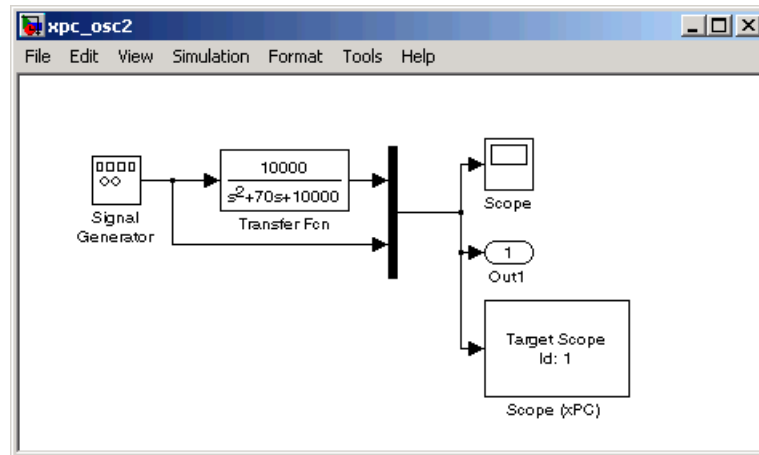 xpc_osc2
File Edit View Simulation Format Tools Help
10000
s²+70s+10000
Transfer Fcn
Signal
Generator
Scope
1
Out1
Target Scope
Id: 1
Scope (xPC)